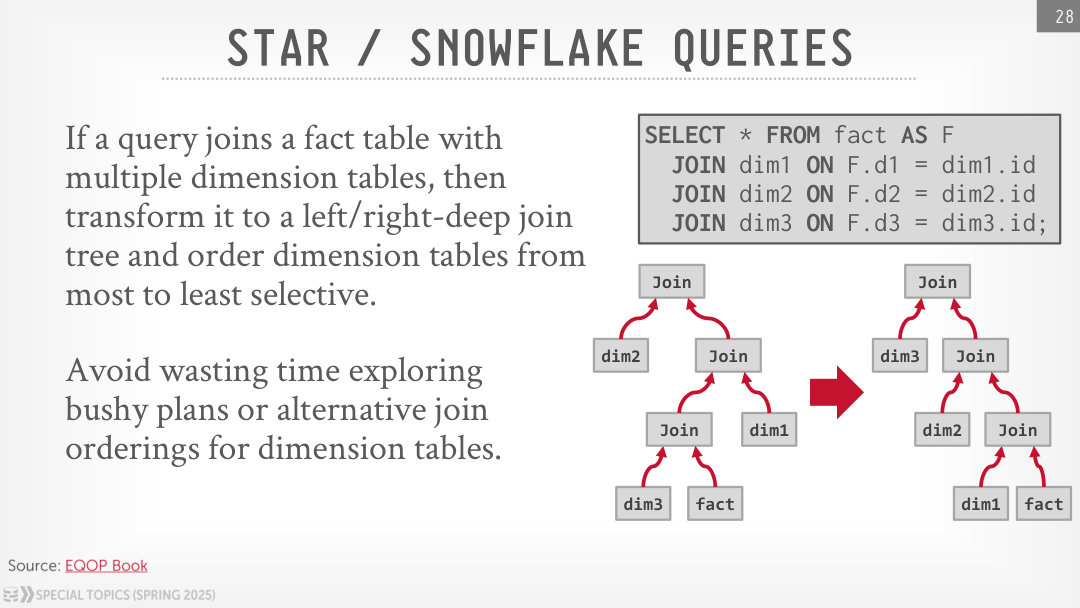 28
STAR / SNOWFLAKE QUERIES
If a query joins a fact table with
multiple dimension tables, then
transform it to a left/right-deep join
tree and order dimension tables from
most to least selective.
Avoid wasting time exploring
bushy plans or alternative join
orderings for dimension tables.
SELECT * FROM fact AS F
JOIN dim1 ON F.d1 = dim1.id
JOIN dim2 ON F.d2 = dim2.id
JOIN dim3 ON F.d3 = dim3.id;
Join
dim2
Join
Join
dim1
dim3
fact
Join
dim3
Join
dim2
Join
dim1
fact
Source: EQOP Book
SPECIAL TOPICS (SPRING 2025)